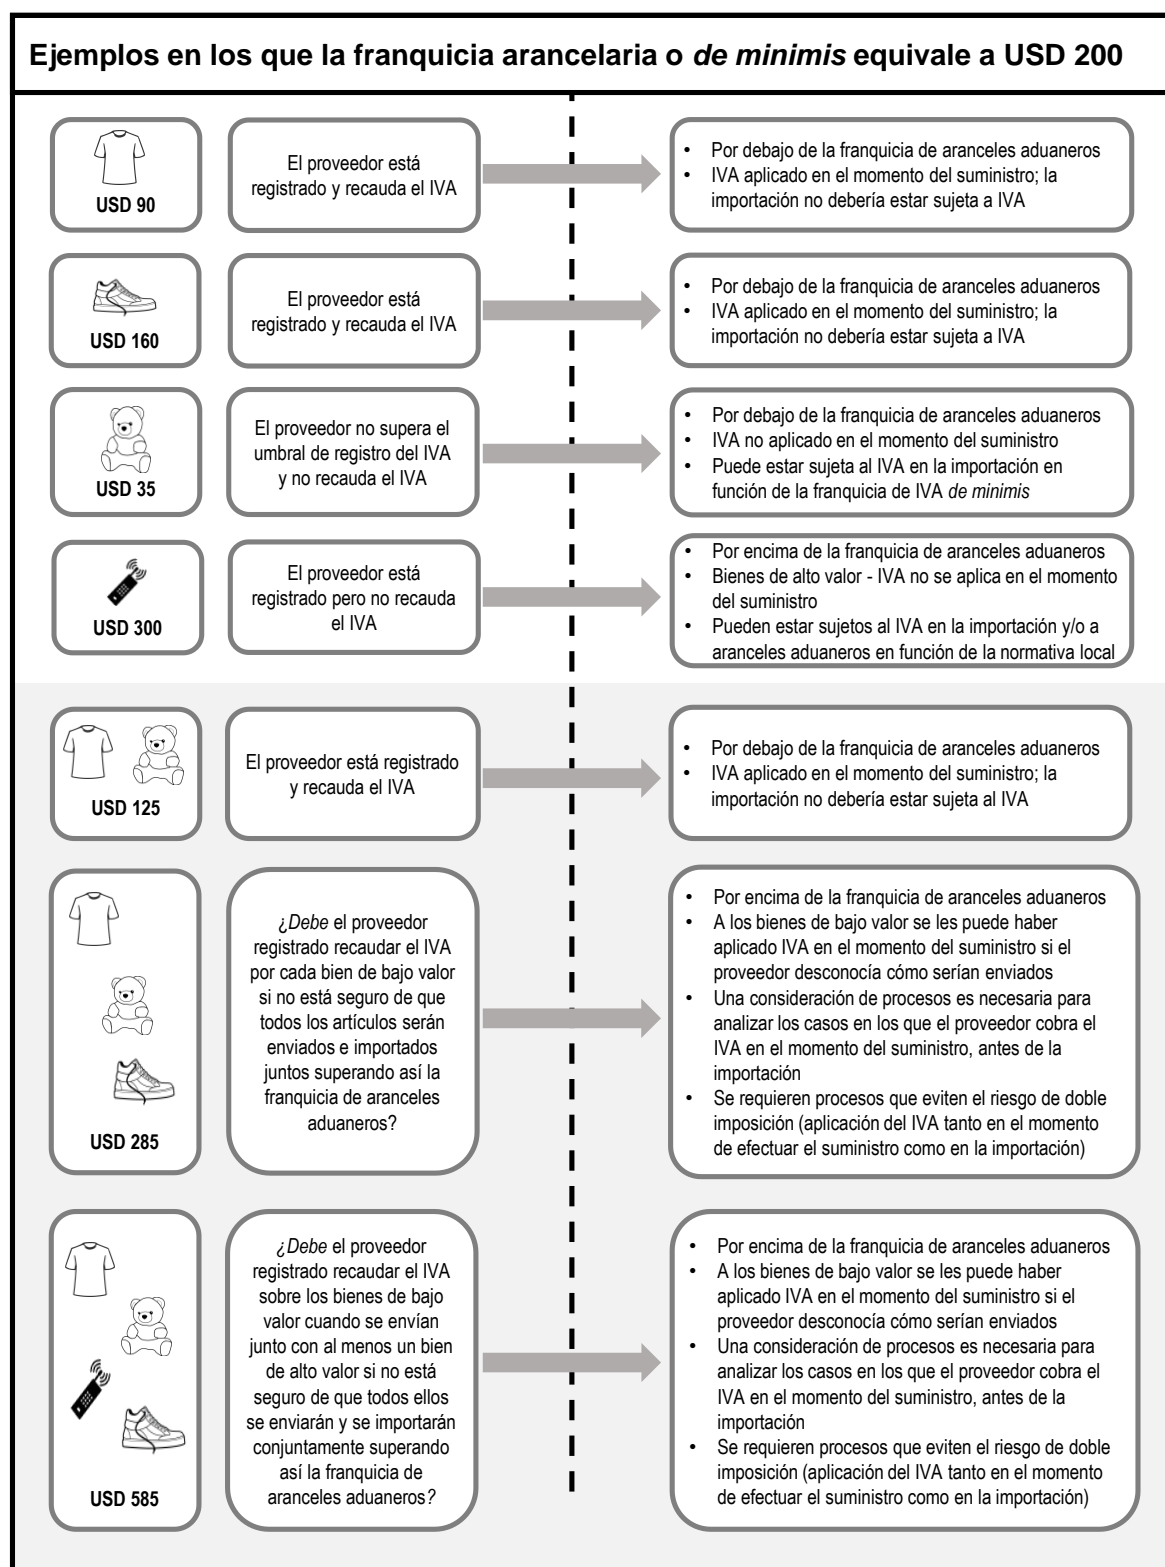 Ejemplos en los que la franquicia arancelaria o de minimis equivale a USD 200
USD 90
El proveedor está
registrado y recauda el IVA
• Por debajo de la franquicia de aranceles aduaneros
• IVA aplicado en el momento del suministro; la
importación no debería estar sujeta a IVA
USD 160
El proveedor está
registrado y recauda el IVA
• Por debajo de la franquicia de aranceles aduaneros
• IVA aplicado en el momento del suministro; la
importación no debería estar sujeta a IVA
USD 35
El proveedor no supera el
umbral de registro del IVA
y no recauda el IVA
• Por debajo de la franquicia de aranceles aduaneros
• IVA no aplicado en el momento del suministro
• Puede estar sujeta al IVA en la importación en
función de la franquicia de IVA de minimis
USD 300
El proveedor está
registrado pero no recauda
el IVA
• Por encima de la franquicia de aranceles aduaneros
• Bienes de alto valor - IVA no se aplica en el momento
del suministro
• Pueden estar sujetos al IVA en la importación y/o a
aranceles aduaneros en función de la normativa local
USD 125
El proveedor está registrado
y recauda el IVA
• Por debajo de la franquicia de aranceles aduaneros
• IVA aplicado en el momento del suministro; la
importación no debería estar sujeta al IVA
USD 285
¿Debe el proveedor
registrado recaudar el IVA
por cada bien de bajo valor
si no está seguro de que
todos los artículos serán
enviados e importados
juntos superando así la
franquicia de aranceles
aduaneros?
• Por encima de la franquicia de aranceles aduaneros
• A los bienes de bajo valor se les puede haber
aplicado IVA en el momento del suministro si el
proveedor desconocía cómo serían enviados
• Una consideración de procesos es necesaria para
analizar los casos en los que el proveedor cobra el
IVA en el momento del suministro, antes de la
importación
• Se requieren procesos que eviten el riesgo de doble
imposición (aplicación del IVA tanto en el momento
de efectuar el suministro como en la importación)
USD 585
¿Debe el proveedor
registrado recaudar el IVA
sobre los bienes de bajo
valor cuando se envían
junto con al menos un bien
de alto valor si no está
seguro de que todos ellos
se enviarán y se importarán
conjuntamente superando
así la franquicia de
aranceles aduaneros?
• Por encima de la franquicia de aranceles aduaneros
• A los bienes de bajo valor se les puede haber
aplicado IVA en el momento del suministro si el
proveedor desconocía cómo serían enviados
• Una consideración de procesos es necesaria para
analizar los casos en los que el proveedor cobra el
IVA en el momento del suministro, antes de la
importación
• Se requieren procesos que eviten el riesgo de doble
imposición (aplicación del IVA tanto en el momento
de efectuar el suministro como en la importación)